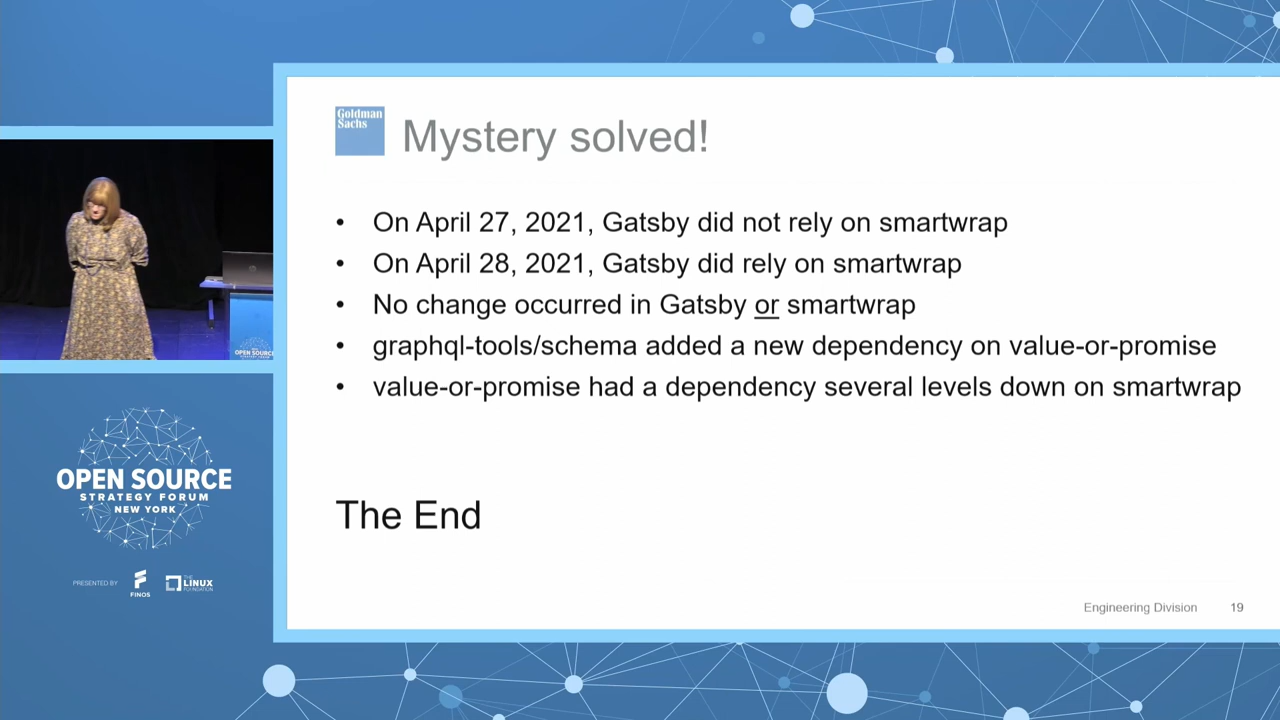 Goldman
Sachs
Mystery solved!
• On April 27, 2021, Gatsby did not rely on smartwrap
• On April 28, 2021, Gatsby did rely on smartwrap
• No change occurred in Gatsby or smartwrap
• graphql-tools/schema added a new dependency on value-or-promise
• value-or-promise had a dependency several levels down on smartwrap
The End
Engineering Division 19
OPEN SOURCE
OPEN SOURCE
STRATEGY FORUM
NEW YORK
PRESENTED BY
FINOS
THE
LINUX
FOUNDATION